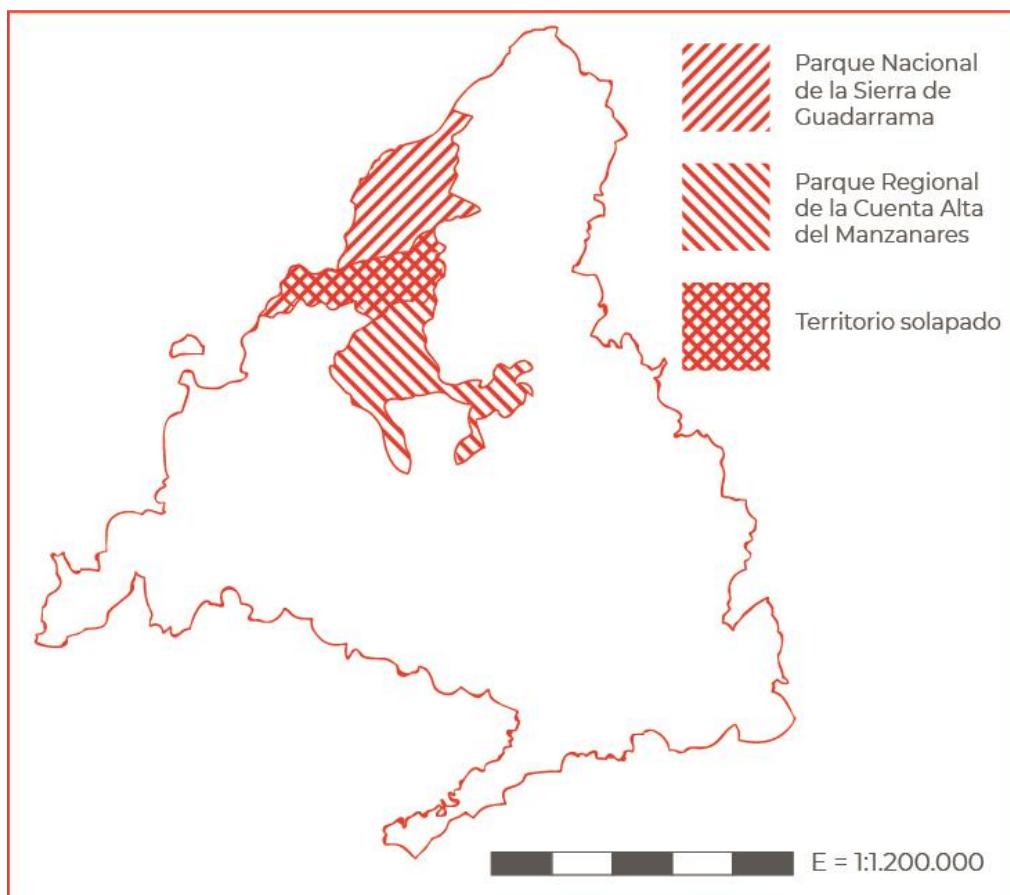 Parque Nacional
de la Sierra de
Guadarrama
Parque Regional
de la Cuenta Alta
del Manzanares
Territorio solapado
E = 1:1.200.000